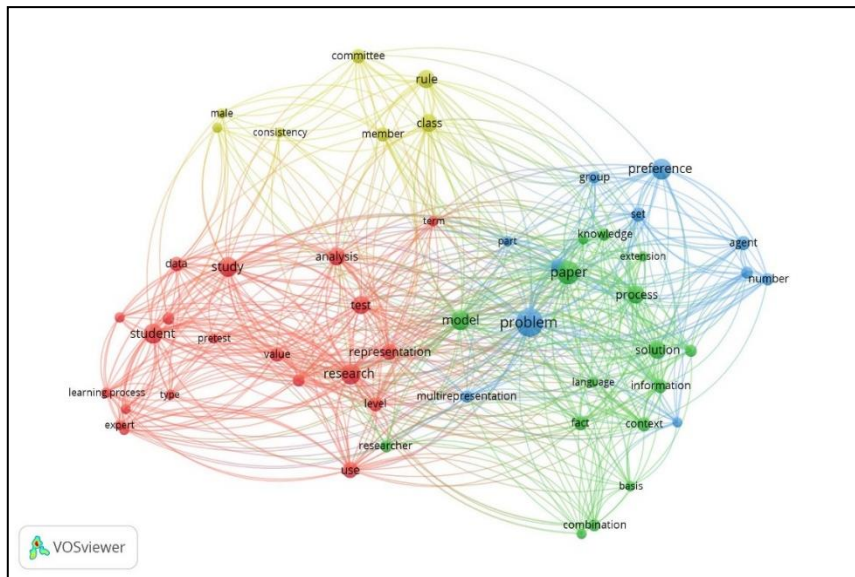 committee
rule
male
class
consistency
member
group
preference
term
set
part
knowledge
agent
analysis
extension
data
study
paper
number
process
test
model
problem
student
pretest
value
representation
solution
research
language
information
learning process
type
level
multirepresentation
expert
fact
context
researcher
use
basis
combination
VOSviewer